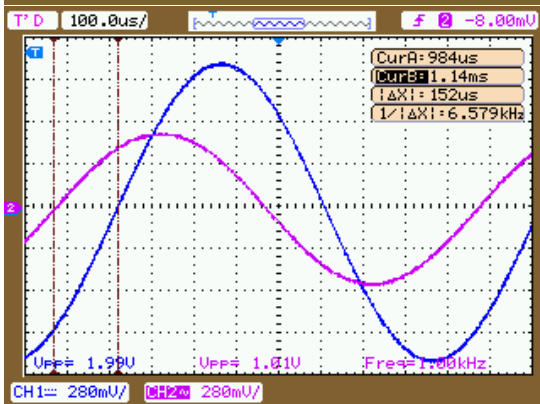 T'D 100.0us/ T f 2 -8.00mV
T
CurA= 984us
CurB= 1.14ms
|ΔX|= 152us
1/|ΔX|=6.579kHz
2
Vpp= 1.99V Vpp= 1.01V Freq=1.00kHz
CH1 280mV/ CH2 280mV/